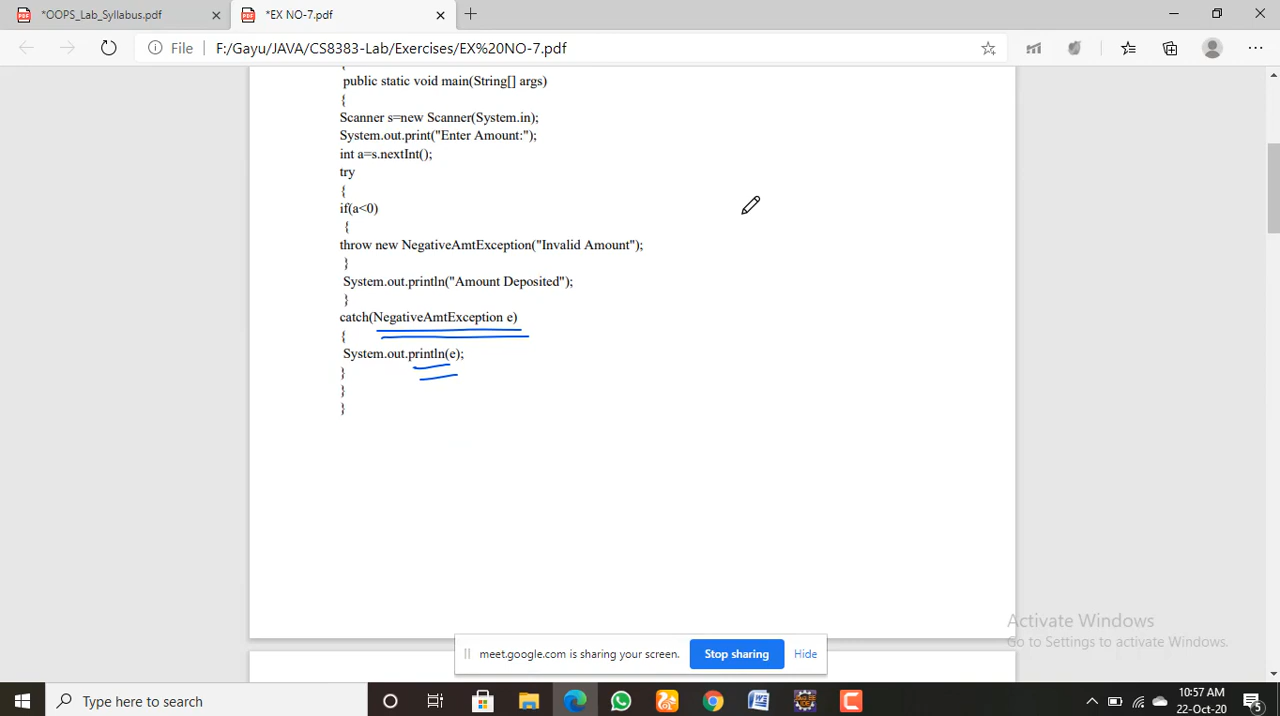 *OOPS_Lab_Syllabus.pdf
*EX NO-7.pdf
File
F:/Gayu/JAVA/CS8383-Lab/Exercises/EX%20NO-7.pdf
{
public static void main(String[] args)
{
Scanner s=new Scanner(System.in);
System.out.print("Enter Amount:");
int a=s.nextInt();
try
{
if(a<0)
{
throw new NegativeAmtException("Invalid Amount");
}
System.out.println("Amount Deposited");
}
catch(NegativeAmtException e)
{
System.out.println(e);
}
}
}
Activate Windows
Go to Settings to activate Windows.
meet.google.com is sharing your screen.
Stop sharing
Hide
Type here to search
10:57 AM
22-Oct-20
5